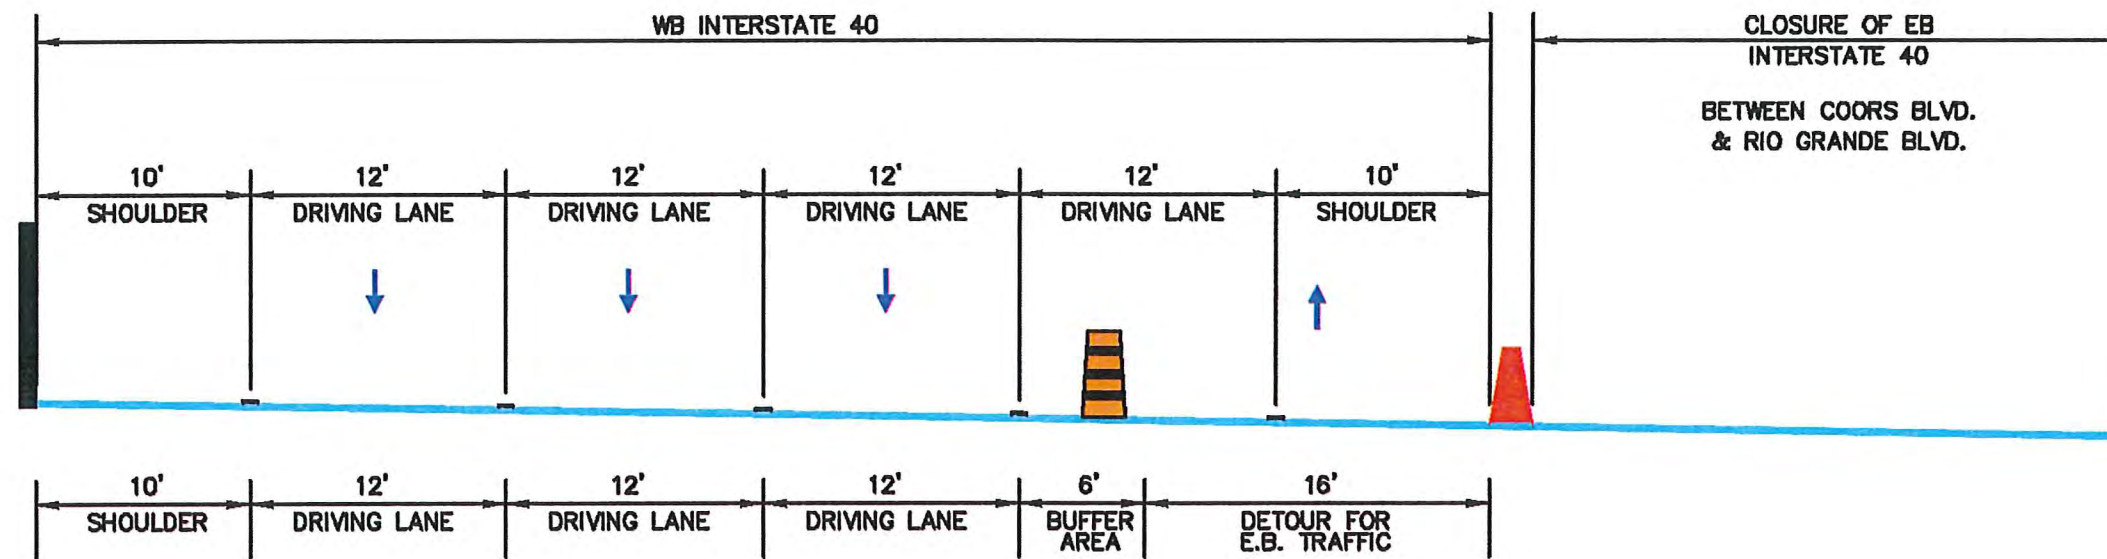 WB INTERSTATE 40
CLOSURE OF EB
INTERSTATE 40
BETWEEN COORS BLVD.
& RIO GRANDE BLVD.
10' 12' 12' 12' 12' 10'
SHOULDER DRIVING LANE DRIVING LANE DRIVING LANE DRIVING LANE SHOULDER
10' 12' 12' 12' 6' 16'
SHOULDER DRIVING LANE DRIVING LANE DRIVING LANE BUFFER DETOUR FOR
AREA E.B. TRAFFIC